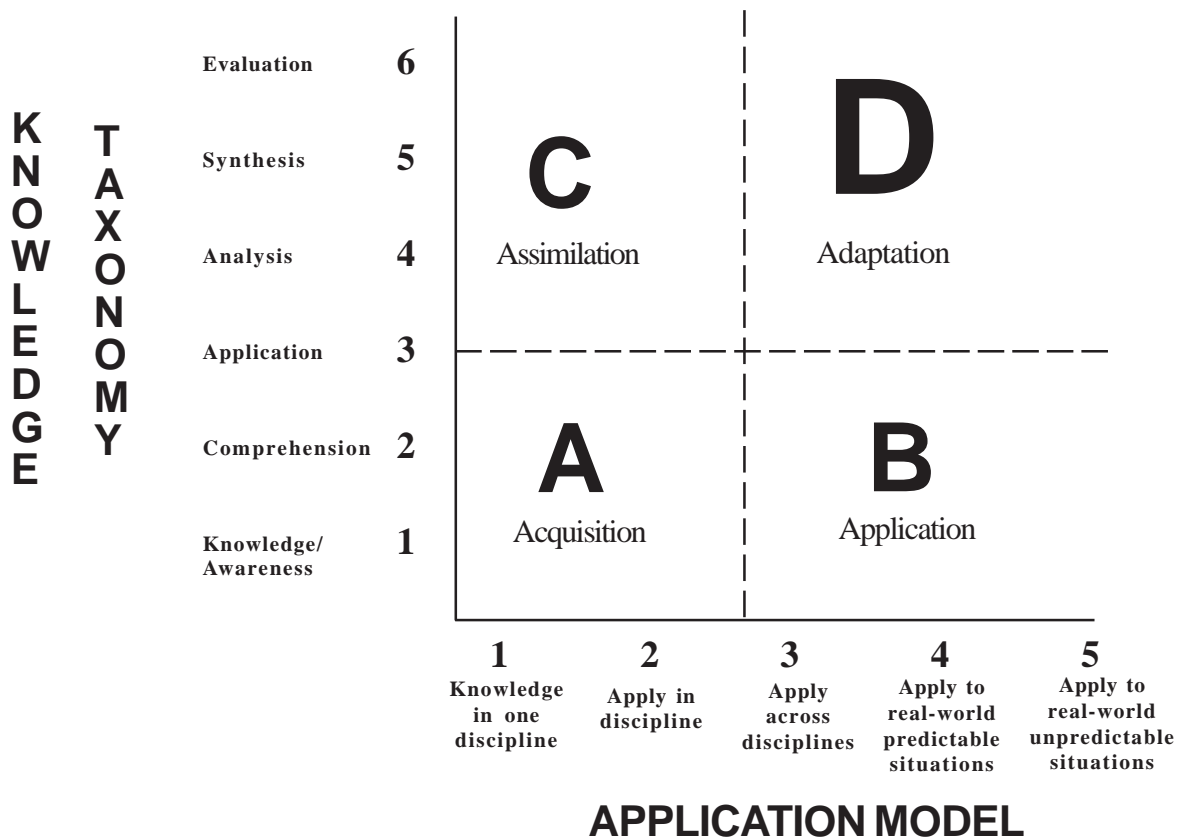 KNOWLEDGE
TAXONOMY
Evaluation 6
Synthesis 5
Analysis 4
Application 3
Comprehension 2
Knowledge/
Awareness
1
C
Assimilation
D
Adaptation
A
Acquisition
B
Application
1
Knowledge
in one
discipline
2
Apply in
discipline
3
Apply
across
disciplines
4
Apply to
real-world
predictable
situations
5
Apply to
real-world
unpredictable
situations
APPLICATION MODEL